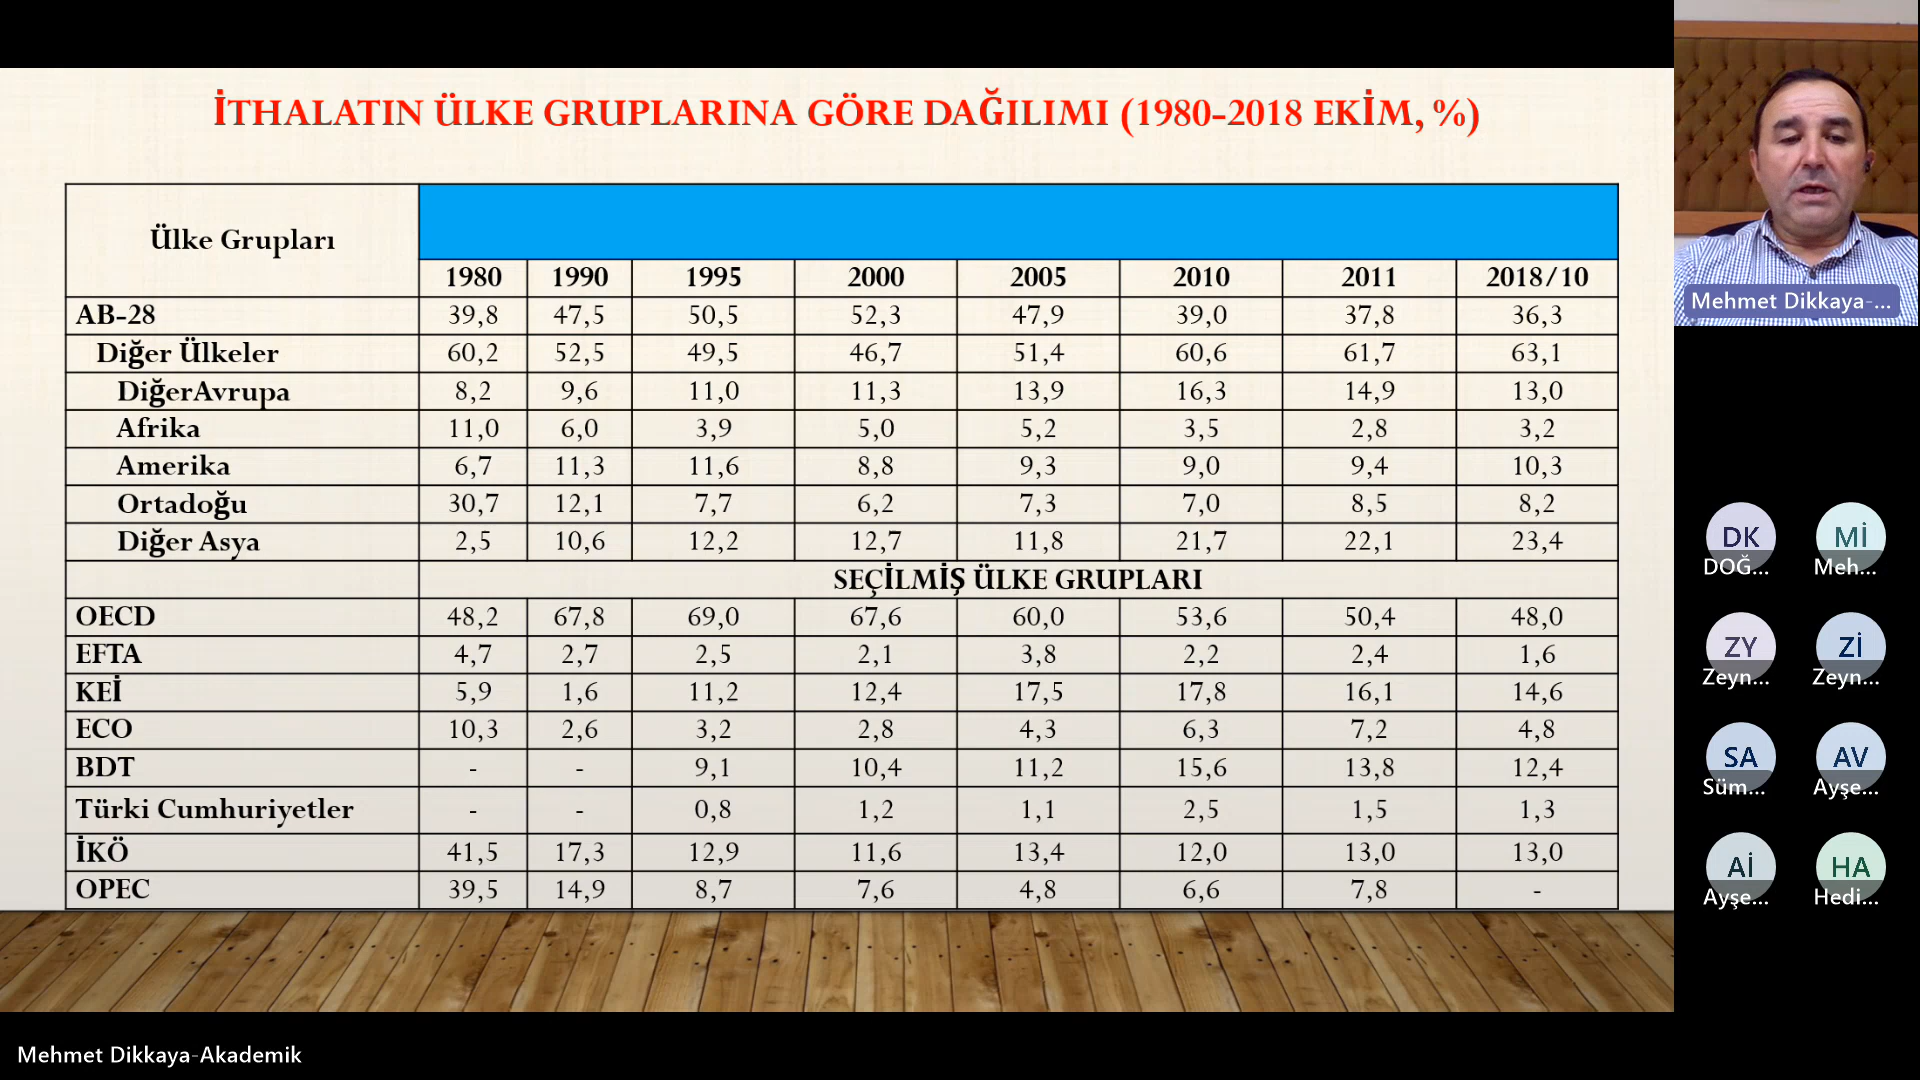 İTHALATIN ÜLKE GRUPLARINA GÖRE DAĞILIMI (1980-2018 EKİM, %)
Ülke Grupları
1980 1990 1995 2000 2005 2010 2011 2018/10
AB-28 39,8 47,5 50,5 52,3 47,9 39,0 37,8 36,3
Diğer Ülkeler 60,2 52,5 49,5 46,7 51,4 60,6 61,7 63,1
DiğerAvrupa 8,2 9,6 11,0 11,3 13,9 16,3 14,9 13,0
Afrika 11,0 6,0 3,9 5,0 5,2 3,5 2,8 3,2
Amerika 6,7 11,3 11,6 8,8 9,3 9,0 9,4 10,3
Ortadoğu 30,7 12,1 7,7 6,2 7,3 7,0 8,5 8,2
Diğer Asya 2,5 10,6 12,2 12,7 11,8 21,7 22,1 23,4
SEÇİLMİŞ ÜLKE GRUPLARI
OECD 48,2 67,8 69,0 67,6 60,0 53,6 50,4 48,0
EFTA 4,7 2,7 2,5 2,1 3,8 2,2 2,4 1,6
KEİ 5,9 1,6 11,2 12,4 17,5 17,8 16,1 14,6
ECO 10,3 2,6 3,2 2,8 4,3 6,3 7,2 4,8
BDT - - 9,1 10,4 11,2 15,6 13,8 12,4
Türki Cumhuriyetler - - 0,8 1,2 1,1 2,5 1,5 1,3
İKÖ 41,5 17,3 12,9 11,6 13,4 12,0 13,0 13,0
OPEC 39,5 14,9 8,7 7,6 4,8 6,6 7,8 -
Mehmet Dikkaya-...
DK Mİ
DOĞ... Meh...
ZY Zİ
Zeyn... Zeyn...
SA AV
Süm... Ayşe...
Aİ HA
Ayşe... Hedi...
Mehmet Dikkaya-Akademik